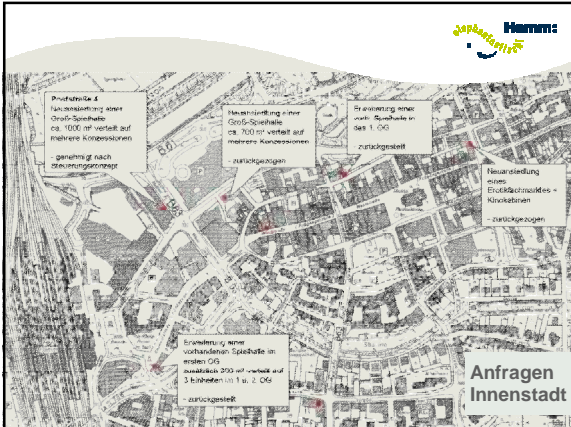 elephantastisch
Hamm:
Poststraße 4
Neuansiedlung einer
Groß-Spielhalle
ca. 1000 m² verteilt auf
mehrere Konzessionen
- genehmigt nach
Steuerungskonzept
Neuansiedlung einer
Groß-Spielhalle
ca. 700 m² verteilt auf
mehrere Konzessionen
- zurückgezogen
Erweiterung einer
vorh. Spielhalle in
das 1. OG
- zurückgestellt
Neuansiedlung
eines
Erotikfachmarktes +
Kinokabinen
- zurückgezogen
Erweiterung einer
vorhandenen Spielhalle im
ersten OG
zusätzlich 300 m² verteilt auf
3 Einheiten im 1 u. 2. OG
- zurückgestellt
Anfragen
Innenstadt